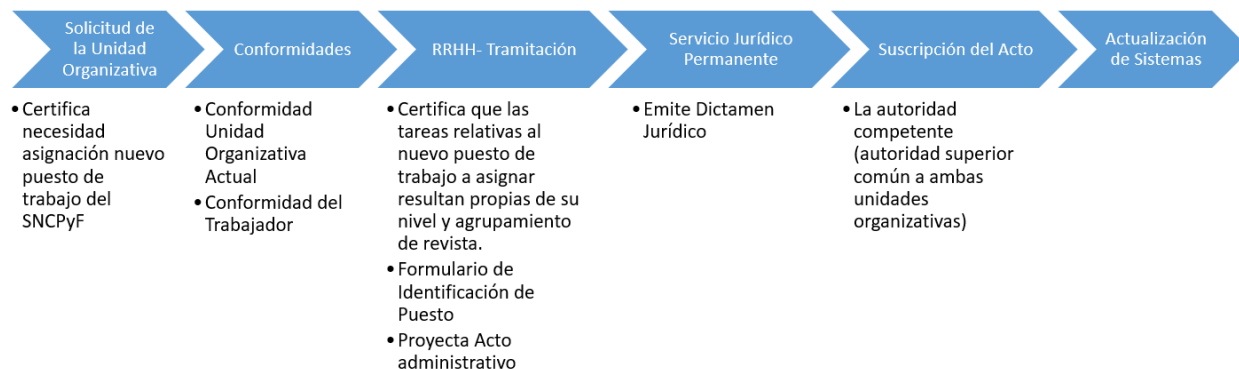 Solicitud de
la Unidad
Organizativa
• Certifica
necesidad
asignación nuevo
puesto de
trabajo del
SNCPyF
Conformidades
• Conformidad
Unidad
Organizativa
Actual
• Conformidad del
Trabajador
RRHH- Tramitación
• Certifica que las
tareas relativas al
nuevo puesto de
trabajo a asignar
resultan propias de su
nivel y agrupamiento
de revista.
• Formulario de
Identificación de
Puesto
• Proyecta Acto
administrativo
Servicio Jurídico
Permanente
• Emite Dictamen
Jurídico
Suscripción del Acto
• La autoridad
competente
(autoridad superior
común a ambas
unidades
organizativas)
Actualización
de Sistemas